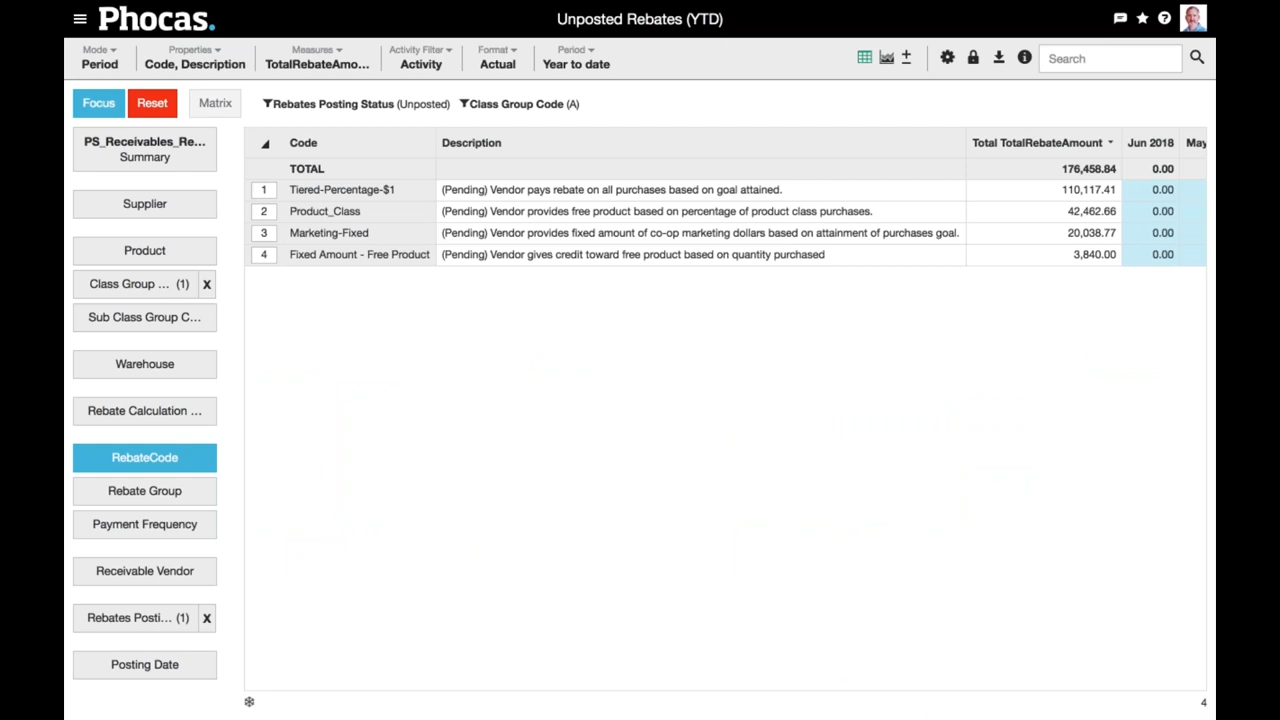 Phocas.
Unposted Rebates (YTD)
Mode
Period
Properties
Code, Description
Measures
TotalRebateAmo...
Activity Filter
Activity
Format
Actual
Period
Year to date
Search
Focus
Reset
Matrix
Rebates Posting Status (Unposted)
Class Group Code (A)
PS_Receivables_Re...
Summary
Supplier
Product
Class Group ... (1) X
Sub Class Group C...
Warehouse
Rebate Calculation ...
RebateCode
Rebate Group
Payment Frequency
Receivable Vendor
Rebates Posti... (1) X
Posting Date
Code Description Total TotalRebateAmount Jun 2018 May
TOTAL 176,458.84 0.00
1 Tiered-Percentage-$1 (Pending) Vendor pays rebate on all purchases based on goal attained. 110,117.41 0.00
2 Product_Class (Pending) Vendor provides free product based on percentage of product class purchases. 42,462.66 0.00
3 Marketing-Fixed (Pending) Vendor provides fixed amount of co-op marketing dollars based on attainment of purchases goal. 20,038.77 0.00
4 Fixed Amount - Free Product (Pending) Vendor gives credit toward free product based on quantity purchased 3,840.00 0.00
4